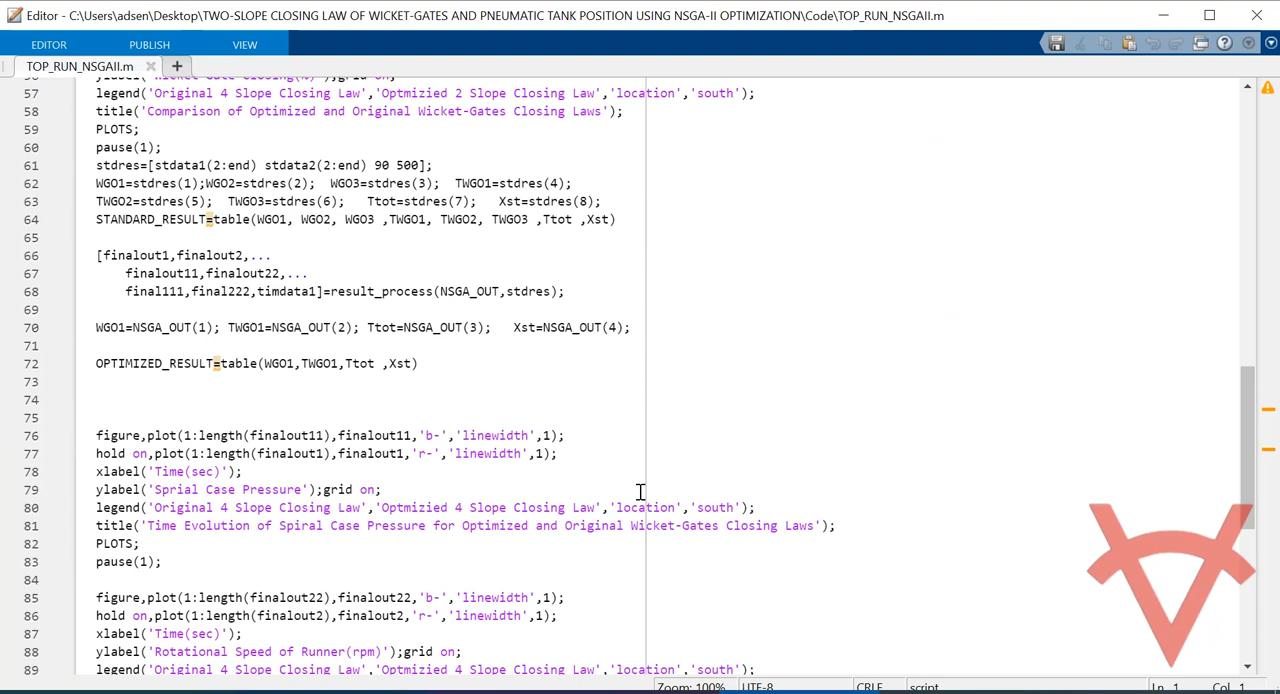 Editor - C:\Users\adsen\Desktop\TWO-SLOPE CLOSING LAW OF WICKET-GATES AND PNEUMATIC TANK POSITION USING NSGA-II OPTIMIZATION\Code\TOP_RUN_NSGAII.m
EDITOR PUBLISH VIEW
TOP_RUN_NSGAII.m
57 legend('Original 4 Slope Closing Law','Optmizied 2 Slope Closing Law','location','south');
58 title('Comparison of Optimized and Original Wicket-Gates Closing Laws');
59 PLOTS;
60 pause(1);
61 stdres=[stdata1(2:end) stdata2(2:end) 90 500];
62 WGO1=stdres(1);WGO2=stdres(2); WGO3=stdres(3); TWGO1=stdres(4);
63 TWGO2=stdres(5); TWGO3=stdres(6); Ttot=stdres(7); Xst=stdres(8);
64 STANDARD_RESULT=table(WGO1, WGO2, WGO3 ,TWGO1, TWGO2, TWGO3 ,Ttot ,Xst)
65
66 [finalout1,finalout2,...
67 finalout11,finalout22,...
68 final111,final222,timdata1]=result_process(NSGA_OUT,stdres);
69
70 WGO1=NSGA_OUT(1); TWGO1=NSGA_OUT(2); Ttot=NSGA_OUT(3); Xst=NSGA_OUT(4);
71
72 OPTIMIZED_RESULT=table(WGO1,TWGO1,Ttot ,Xst)
73
74
75
76 figure,plot(1:length(finalout11),finalout11,'b-','linewidth',1);
77 hold on,plot(1:length(finalout1),finalout1,'r-','linewidth',1);
78 xlabel('Time(sec)');
79 ylabel('Sprial Case Pressure');grid on;
80 legend('Original 4 Slope Closing Law','Optmizied 4 Slope Closing Law','location','south');
81 title('Time Evolution of Spiral Case Pressure for Optimized and Original Wicket-Gates Closing Laws');
82 PLOTS;
83 pause(1);
84
85 figure,plot(1:length(finalout22),finalout22,'b-','linewidth',1);
86 hold on,plot(1:length(finalout2),finalout2,'r-','linewidth',1);
87 xlabel('Time(sec)');
88 ylabel('Rotational Speed of Runner(rpm)');grid on;
89 legend('Original 4 Slope Closing Law','Optmizied 4 Slope Closing Law','location','south');
Zoom: 100% UTF-8 CRLF script Ln 1 Col 1